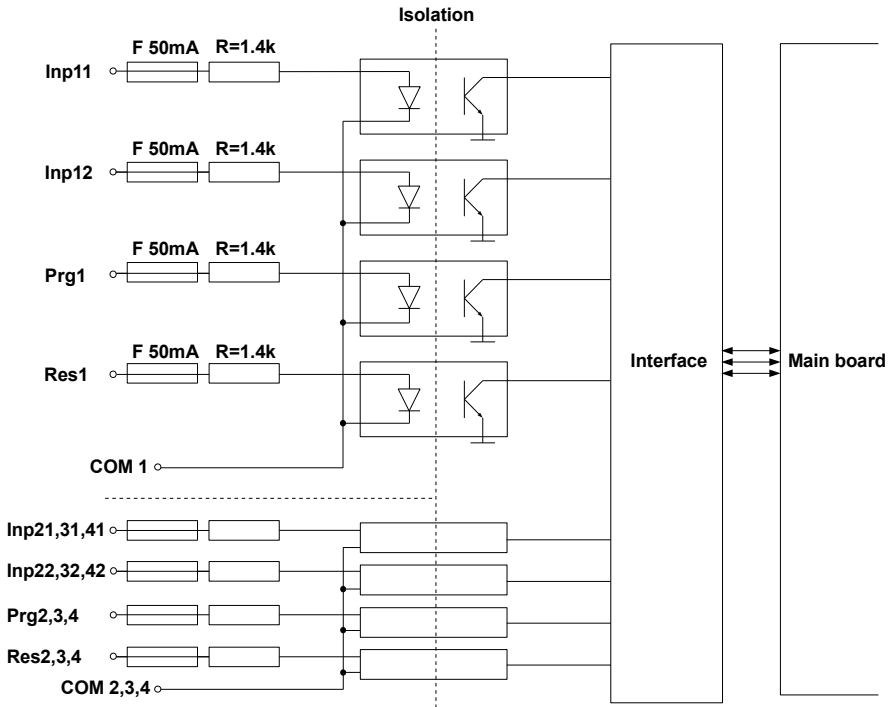 Isolation
F 50mA R=1.4k
Inp11
F 50mA R=1.4k
Inp12
F 50mA R=1.4k
Prg1
F 50mA R=1.4k
Res1
Interface
Main board
COM 1
Inp21,31,41
Inp22,32,42
Prg2,3,4
Res2,3,4
COM 2,3,4